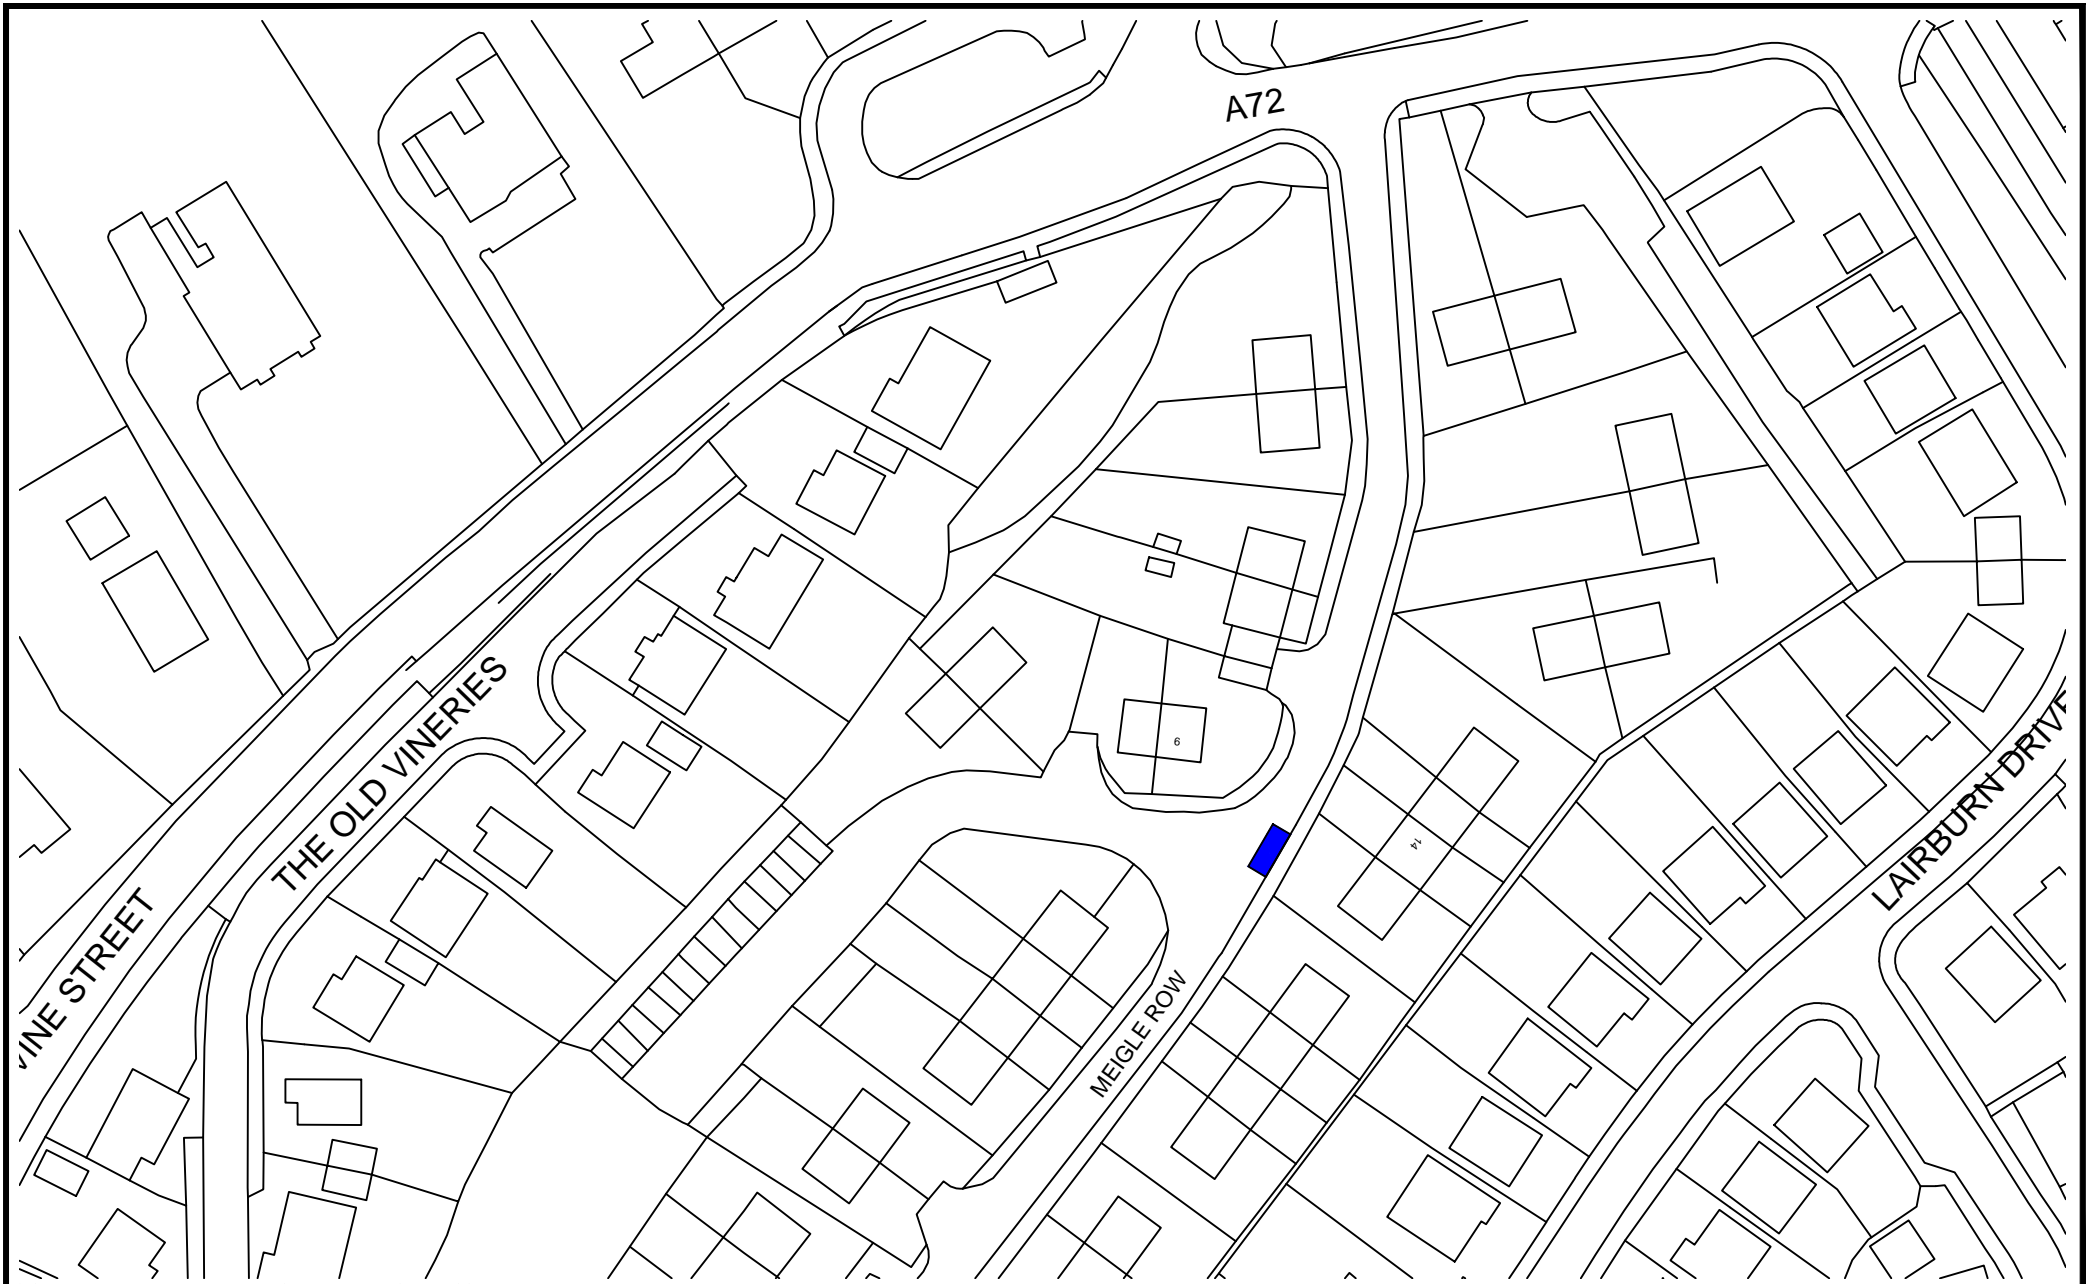 A72
THE OLD VINERIES
VINE STREET
LAIRBURN DRIVE
MEIGLE ROW
6
14